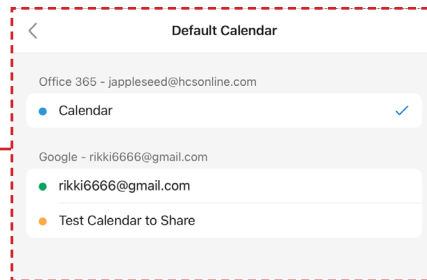 Default Calendar
Office 365 - jappleseed@hcsonline.com
Calendar
Google - rikki6666@gmail.com
rikki6666@gmail.com
Test Calendar to Share